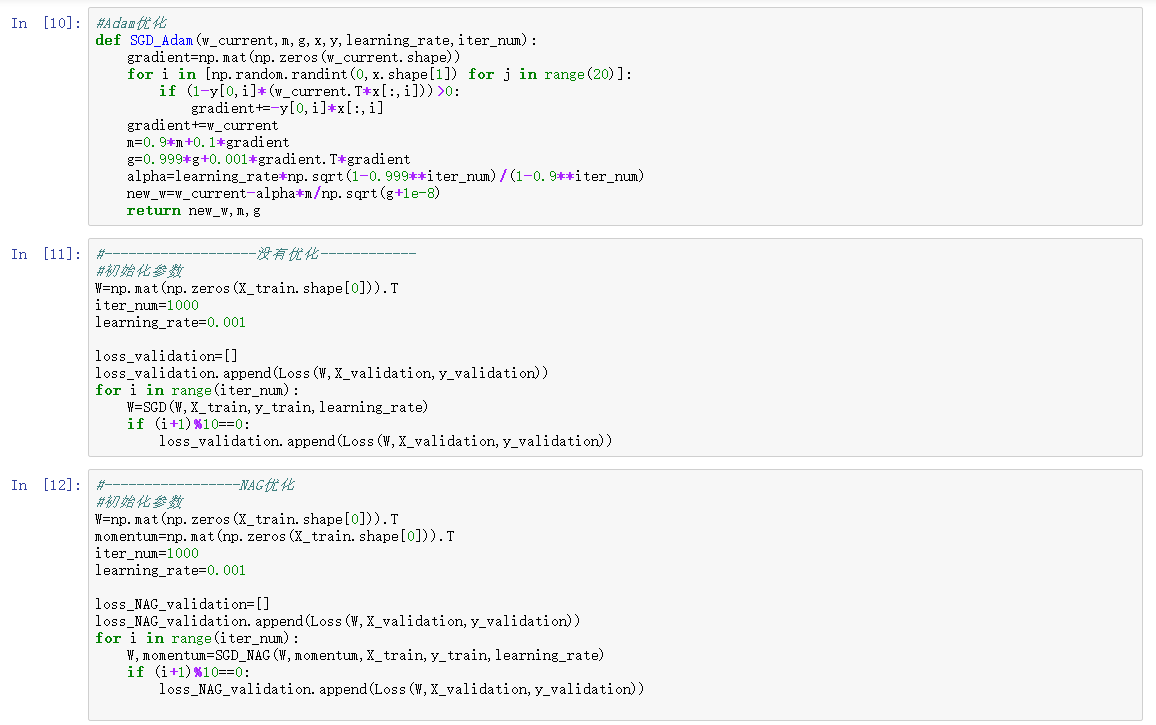 In [10]:
#Adam优化
def SGD_Adam(w_current,m,g,x,y,learning_rate,iter_num):
    gradient=np.mat(np.zeros(w_current.shape))
    for i in [np.random.randint(0,x.shape[1]) for j in range(20)]:
        if (1-y[0,i]*(w_current.T*x[:,i]))>0:
            gradient+=-y[0,i]*x[:,i]
    gradient+=w_current
    m=0.9*m+0.1*gradient
    g=0.999*g+0.001*gradient.T*gradient
    alpha=learning_rate*np.sqrt(1-0.999**iter_num)/(1-0.9**iter_num)
    new_w=w_current-alpha*m/np.sqrt(g+1e-8)
    return new_w,m,g
In [11]:
#-------------------没有优化------------
#初始化参数
W=np.mat(np.zeros(X_train.shape[0])).T
iter_num=1000
learning_rate=0.001
loss_validation=[]
loss_validation.append(Loss(W,X_validation,y_validation))
for i in range(iter_num):
    W=SGD(W,X_train,y_train,learning_rate)
    if (i+1)%10==0:
        loss_validation.append(Loss(W,X_validation,y_validation))
In [12]:
#-----------------NAG优化
#初始化参数
W=np.mat(np.zeros(X_train.shape[0])).T
momentum=np.mat(np.zeros(X_train.shape[0])).T
iter_num=1000
learning_rate=0.001
loss_NAG_validation=[]
loss_NAG_validation.append(Loss(W,X_validation,y_validation))
for i in range(iter_num):
    W,momentum=SGD_NAG(W,momentum,X_train,y_train,learning_rate)
    if (i+1)%10==0:
        loss_NAG_validation.append(Loss(W,X_validation,y_validation))